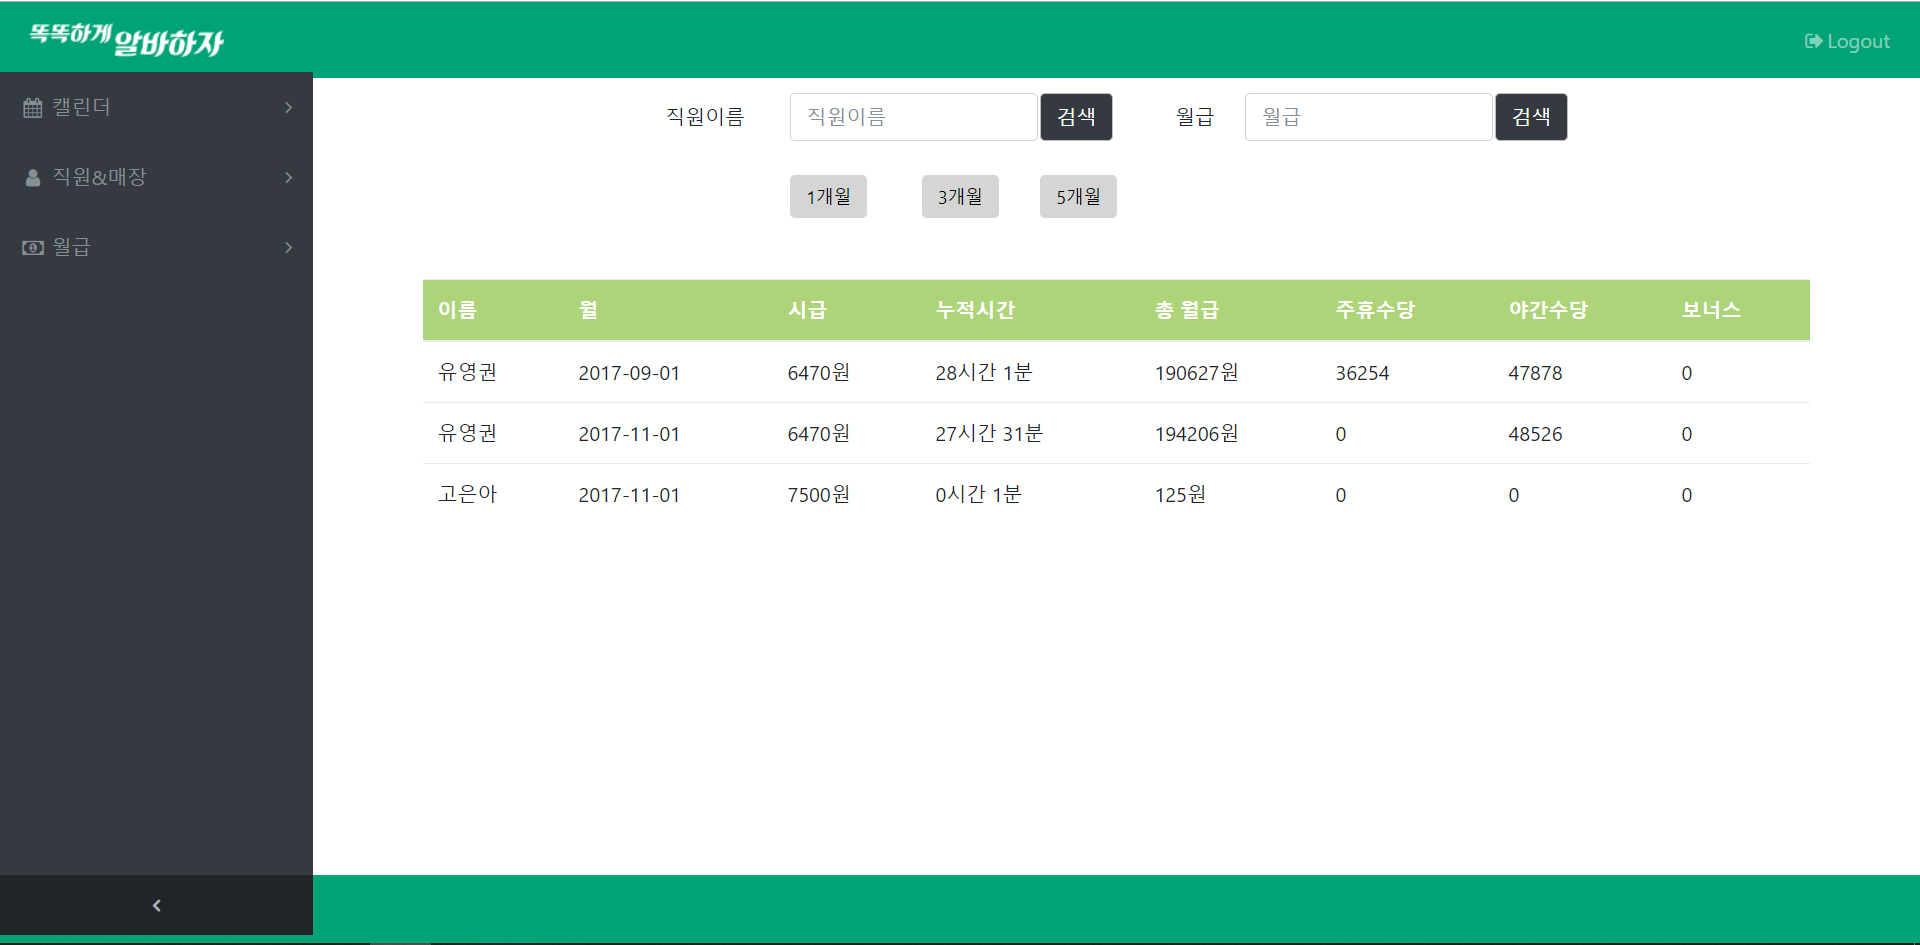 똑똑하게 알바하자
Logout
캘린더
직원&매장
월급
직원이름 직원이름 검색 월급 월급 검색
1개월 3개월 5개월
이름 월 시급 누적시간 총 월급 주휴수당 야간수당 보너스
유영권 2017-09-01 6470원 28시간 1분 190627원 36254 47878 0
유영권 2017-11-01 6470원 27시간 31분 194206원 0 48526 0
고은아 2017-11-01 7500원 0시간 1분 125원 0 0 0